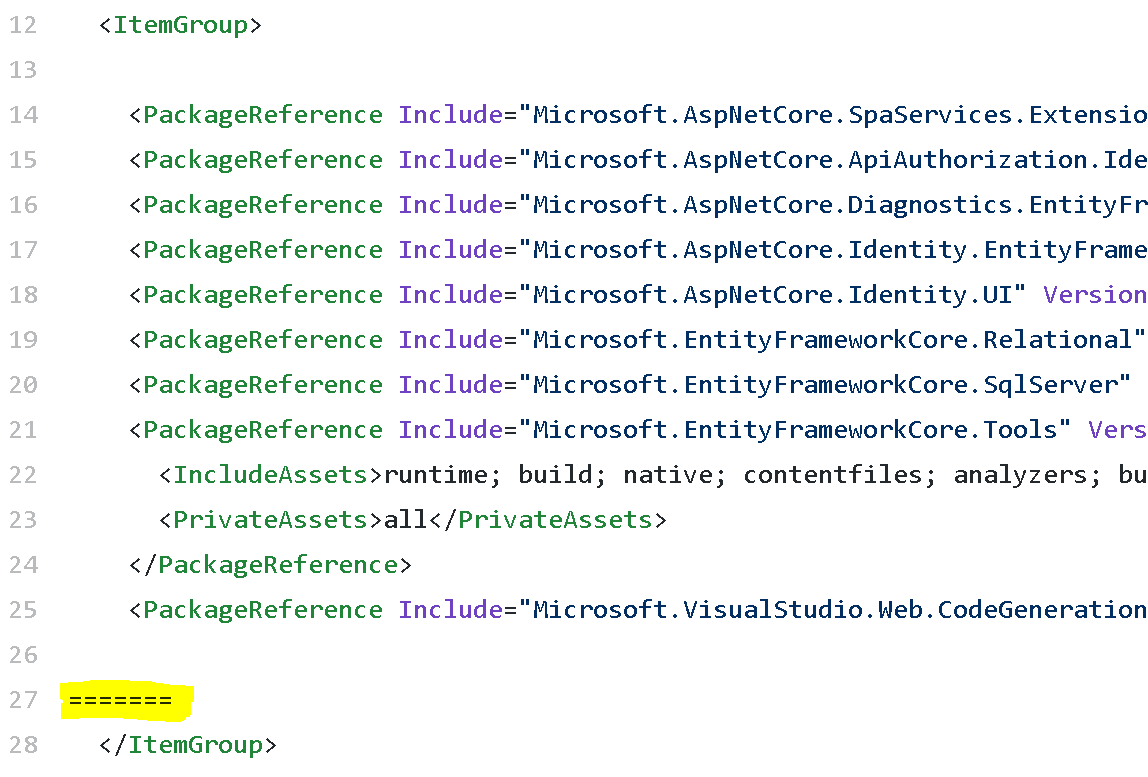 12 <ItemGroup>
13
14 <PackageReference Include="Microsoft.AspNetCore.SpaServices.Extensio
15 <PackageReference Include="Microsoft.AspNetCore.ApiAuthorization.Ide
16 <PackageReference Include="Microsoft.AspNetCore.Diagnostics.EntityFr
17 <PackageReference Include="Microsoft.AspNetCore.Identity.EntityFrame
18 <PackageReference Include="Microsoft.AspNetCore.Identity.UI" Version
19 <PackageReference Include="Microsoft.EntityFrameworkCore.Relational"
20 <PackageReference Include="Microsoft.EntityFrameworkCore.SqlServer"
21 <PackageReference Include="Microsoft.EntityFrameworkCore.Tools" Vers
22 <IncludeAssets>runtime; build; native; contentfiles; analyzers; bu
23 <PrivateAssets>all</PrivateAssets>
24 </PackageReference>
25 <PackageReference Include="Microsoft.VisualStudio.Web.CodeGeneration
26
27 =======
28 </ItemGroup>